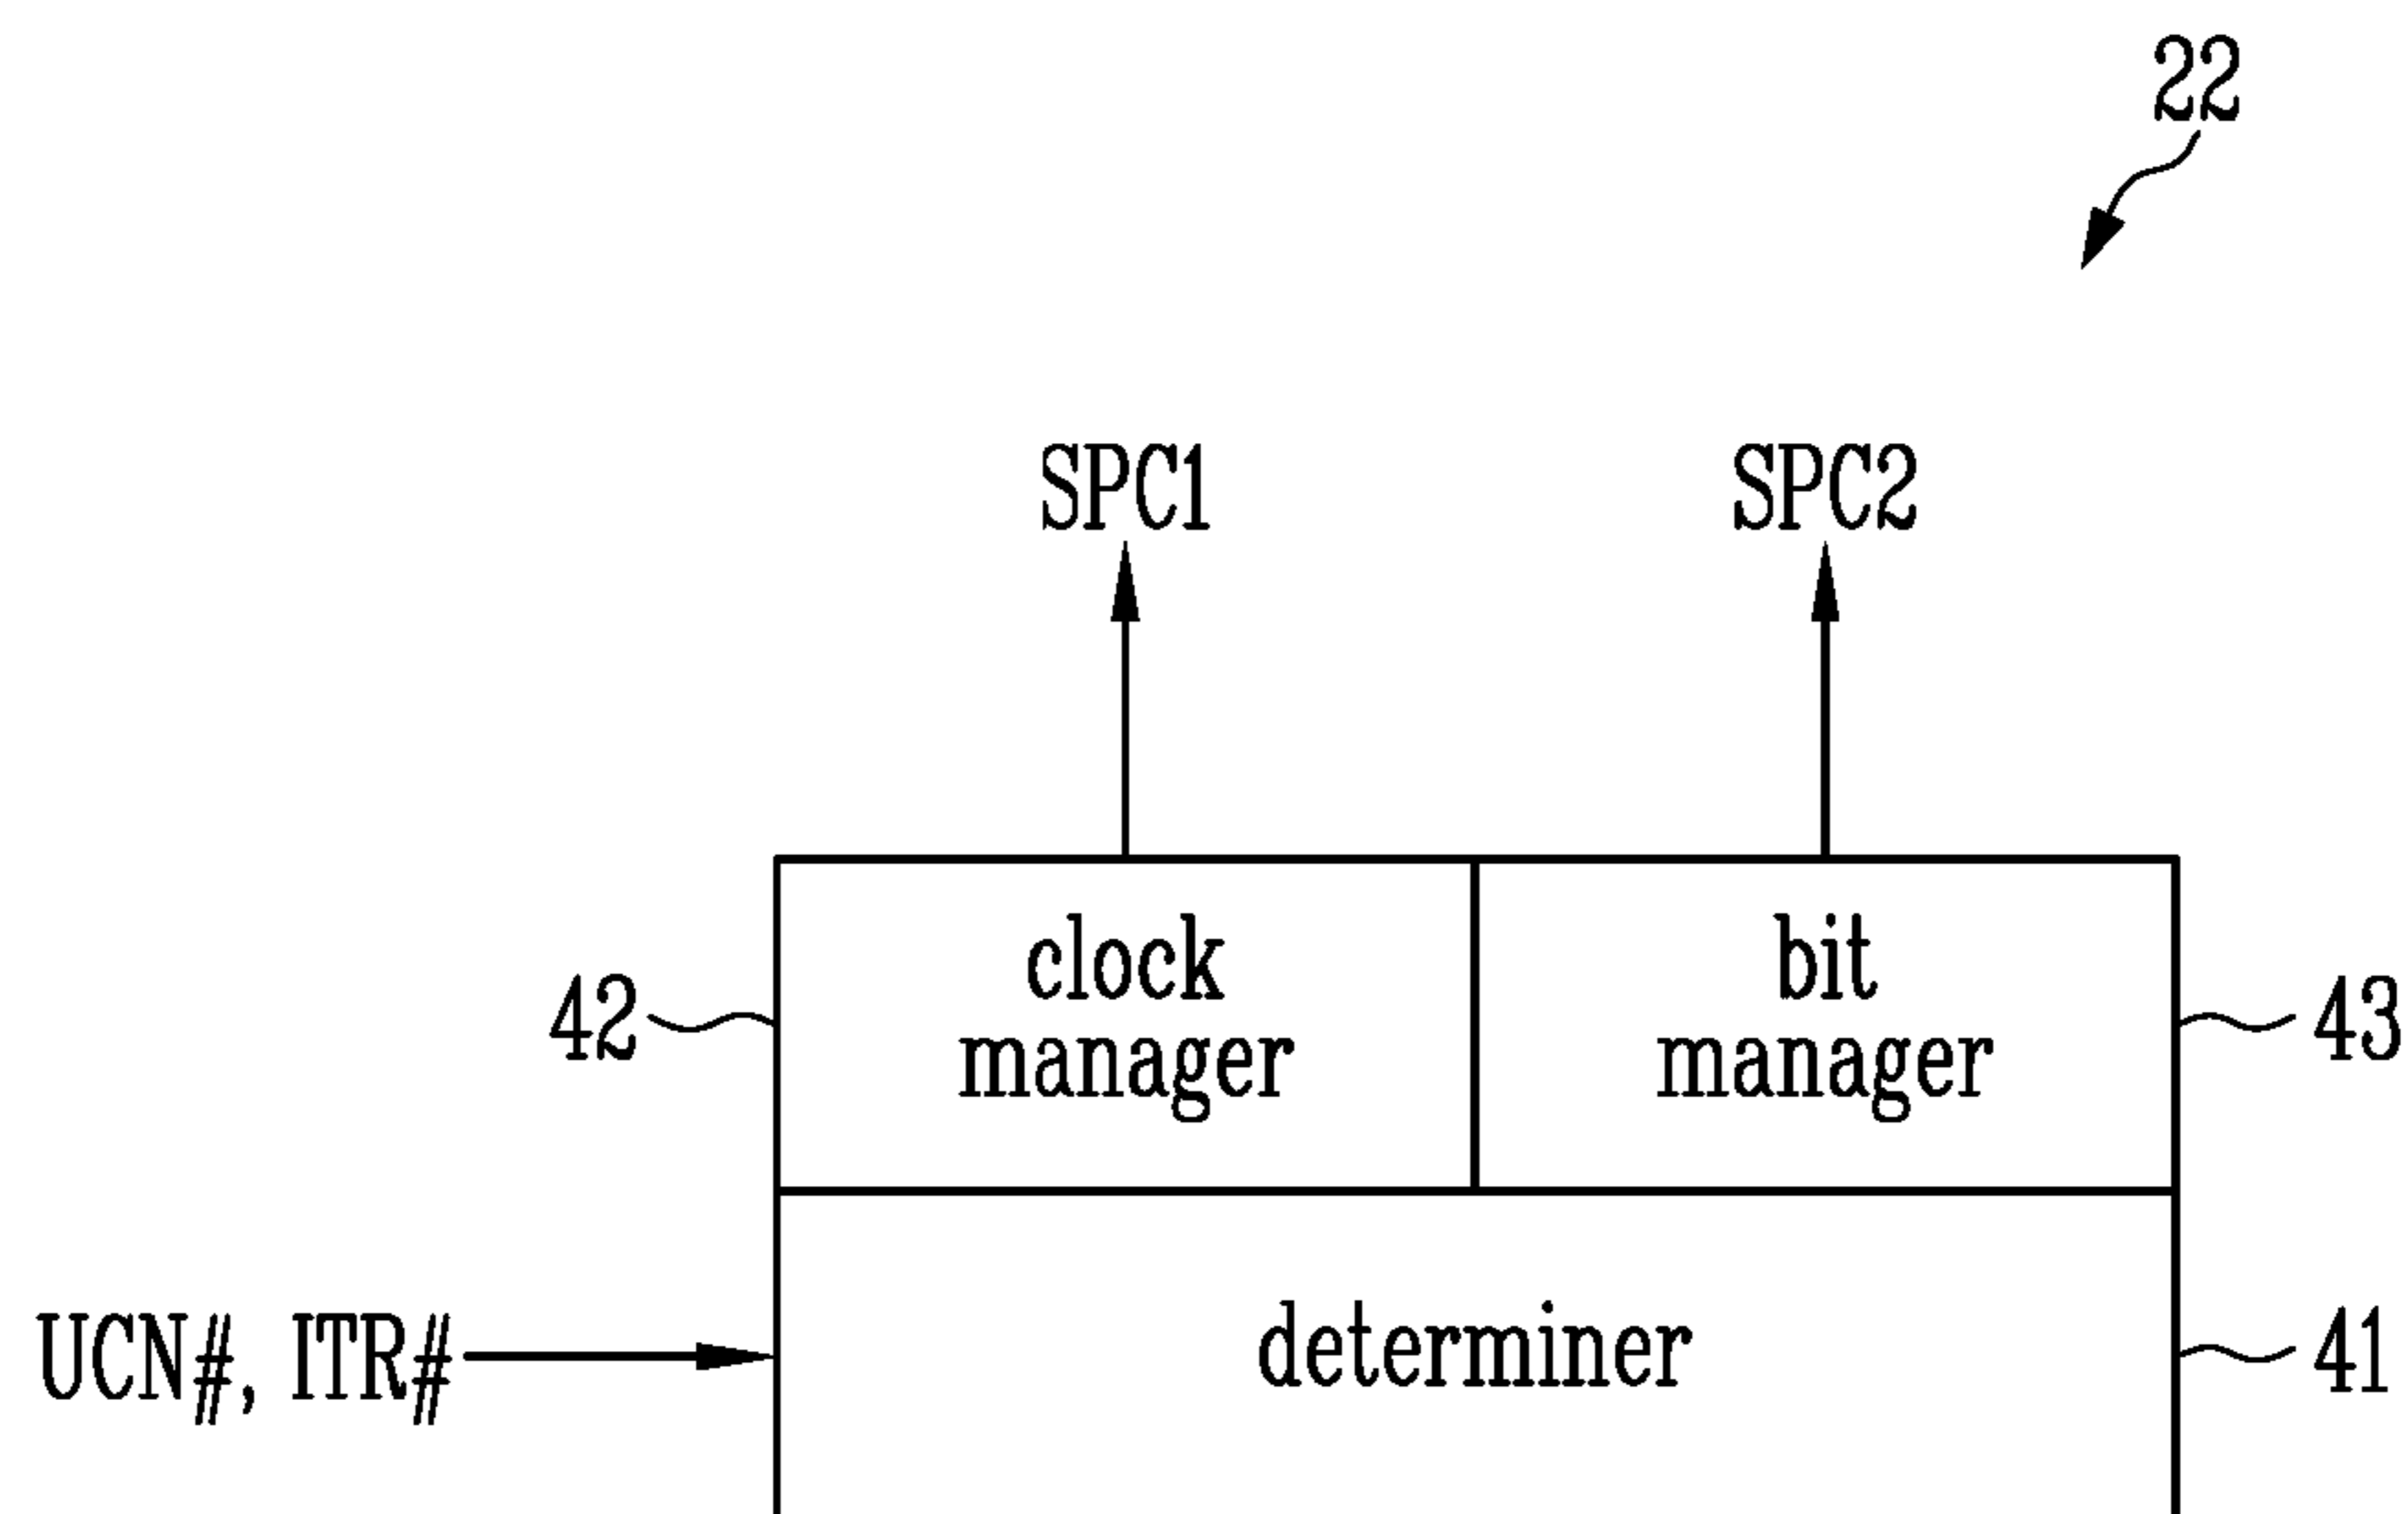 22
SPC1
SPC2
clock
manager
bit
manager
42
43
UCN#, ITR#
determiner
41